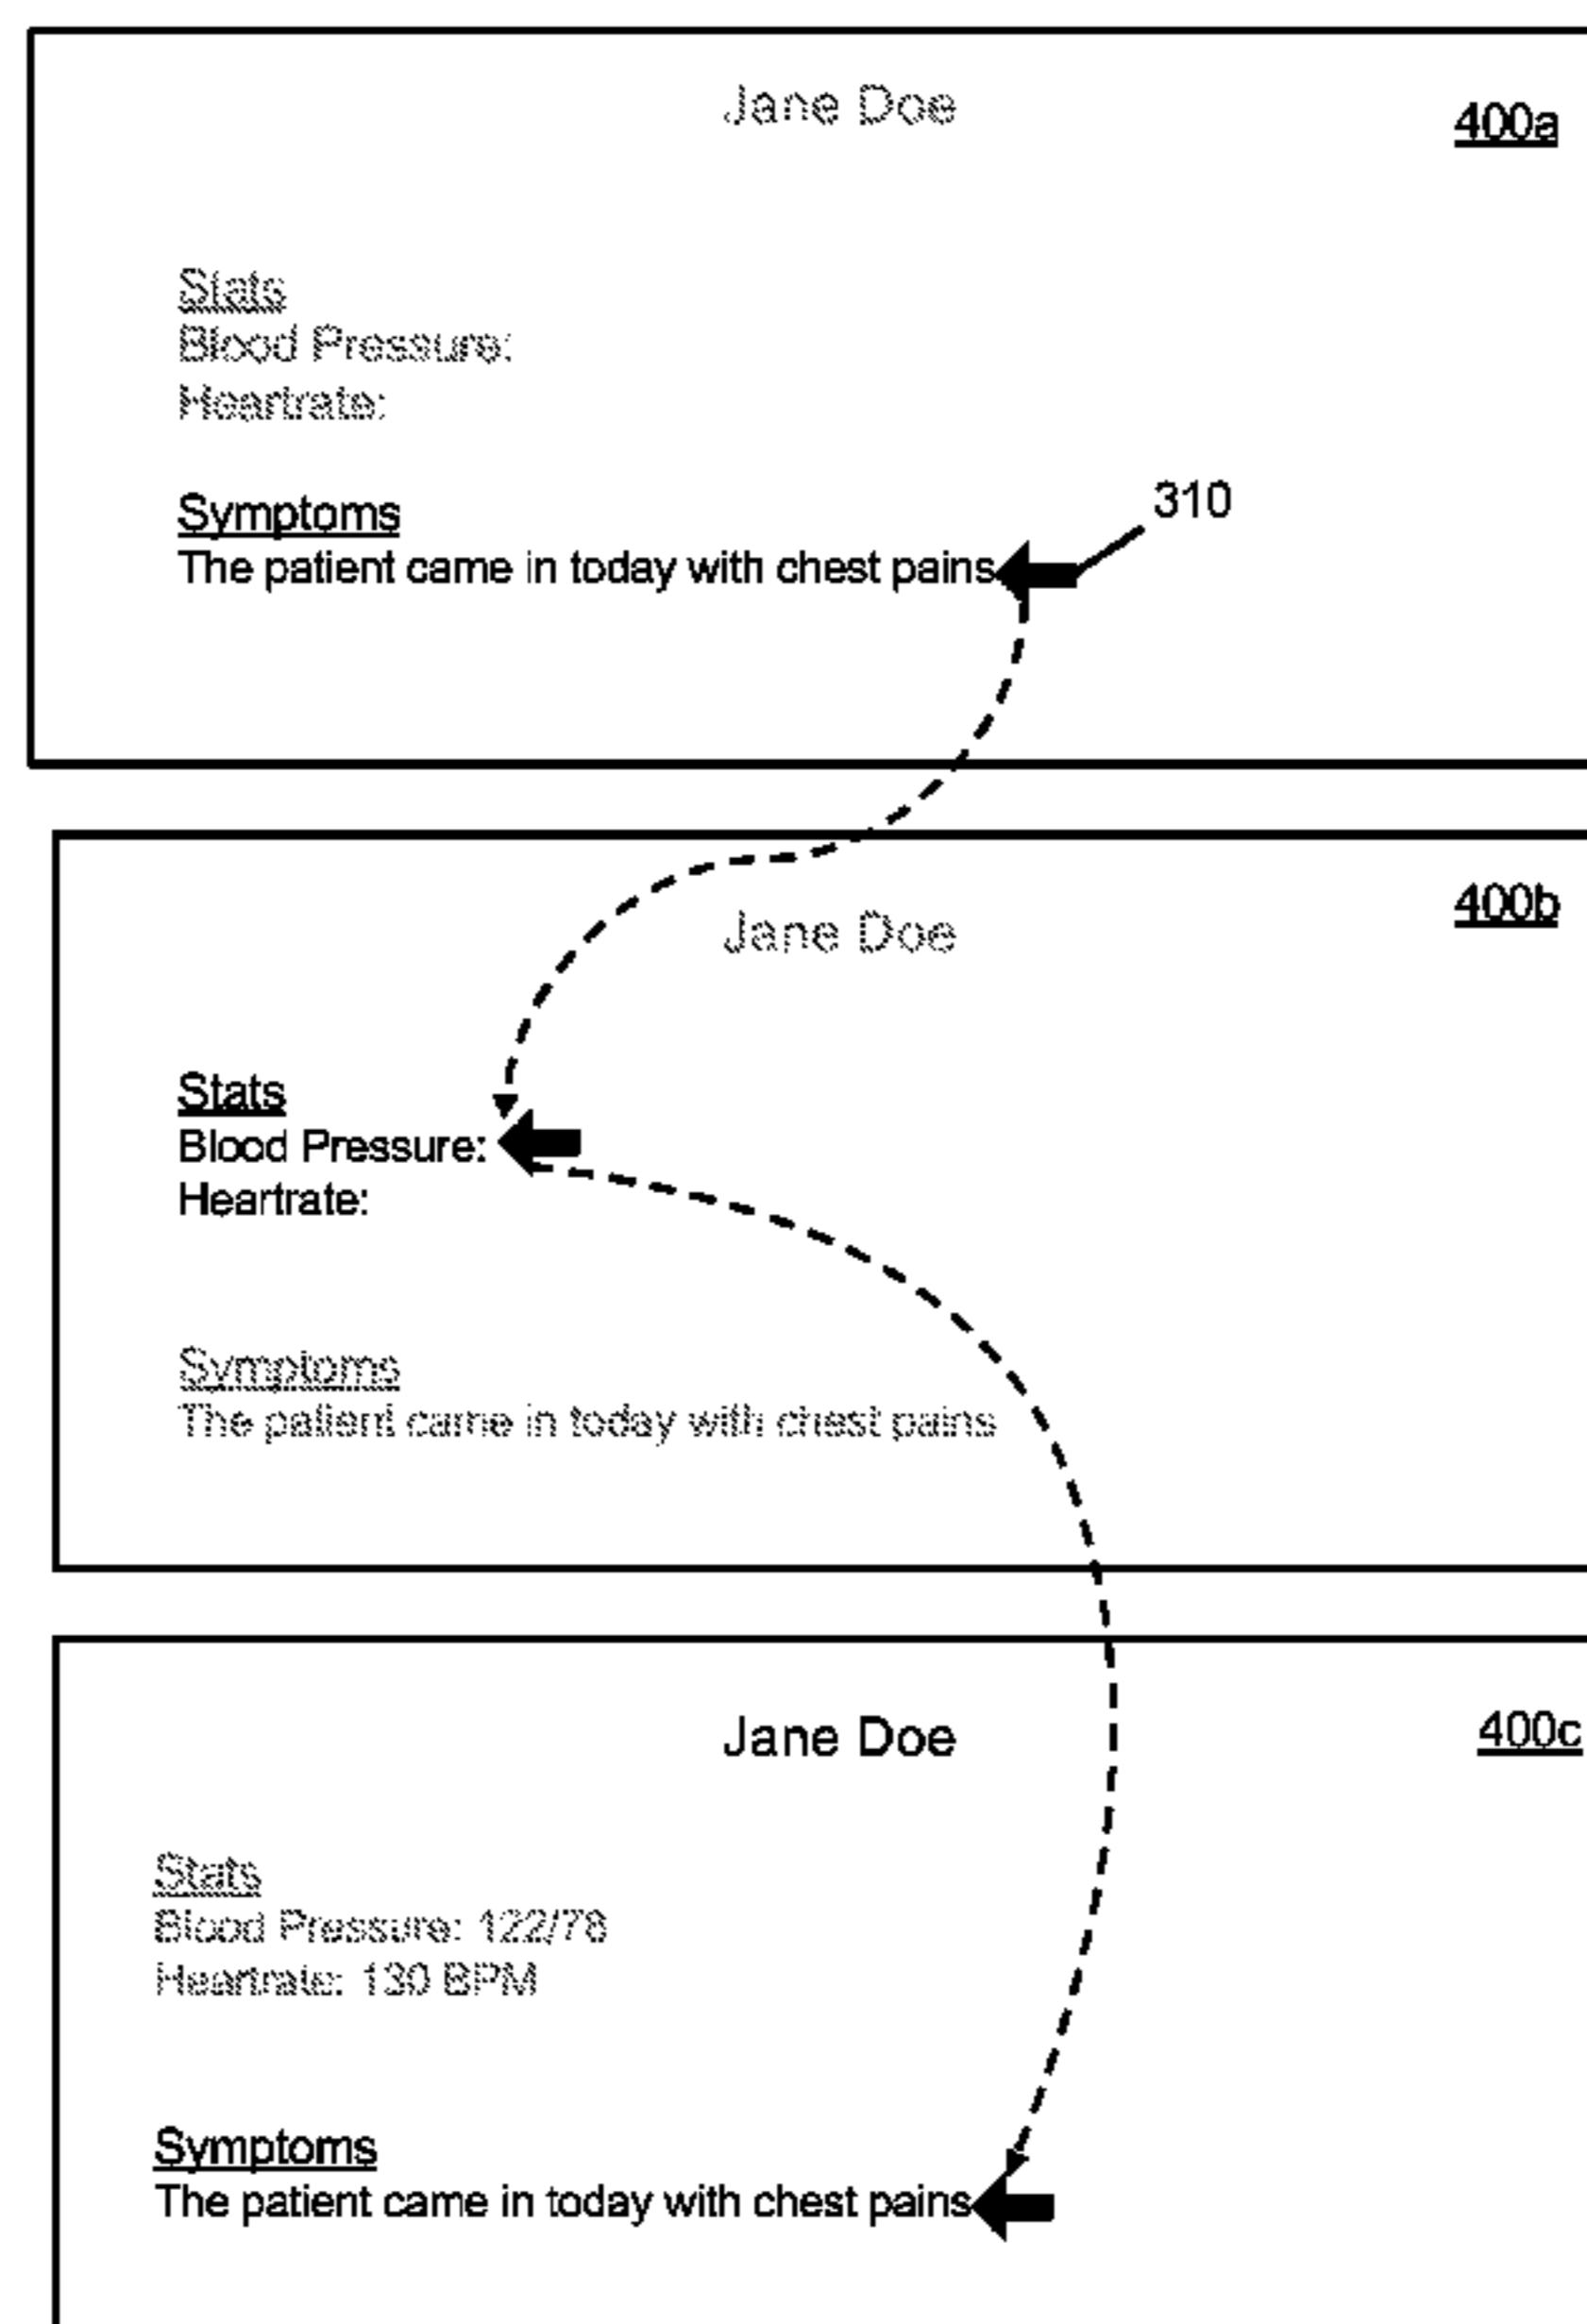 Jane Doe
400a
Stats
Blood Pressure:
Heartrate:
310
Symptoms
The patient came in today with chest pains
400b
Jane Doe
Stats
Blood Pressure:
Heartrate:
Symptoms
The patient came in today with chest pains
Jane Doe
400c
Stats
Blood Pressure: 122/78
Heartrate: 130 BPM
Symptoms
The patient came in today with chest pains